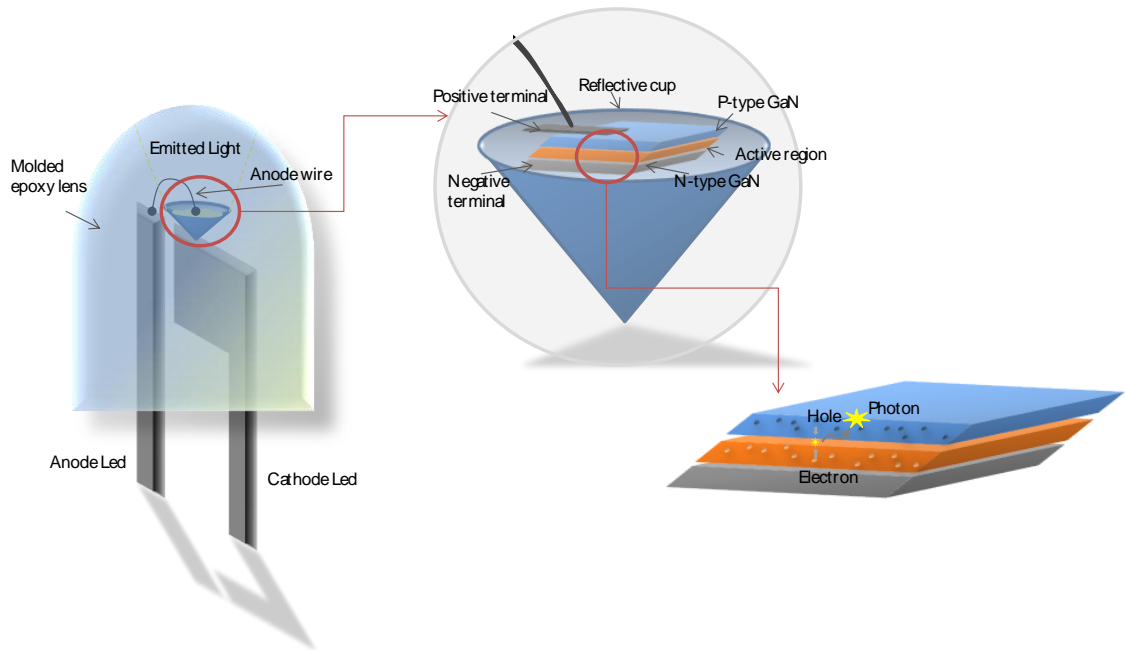 Emitted Light
Molded
epoxy lens
Anode wire
Anode Led
Cathode Led
Reflective cup
Positive terminal
P-type GaN
Active region
Negative
terminal
N-type GaN
Hole
Photon
Electron